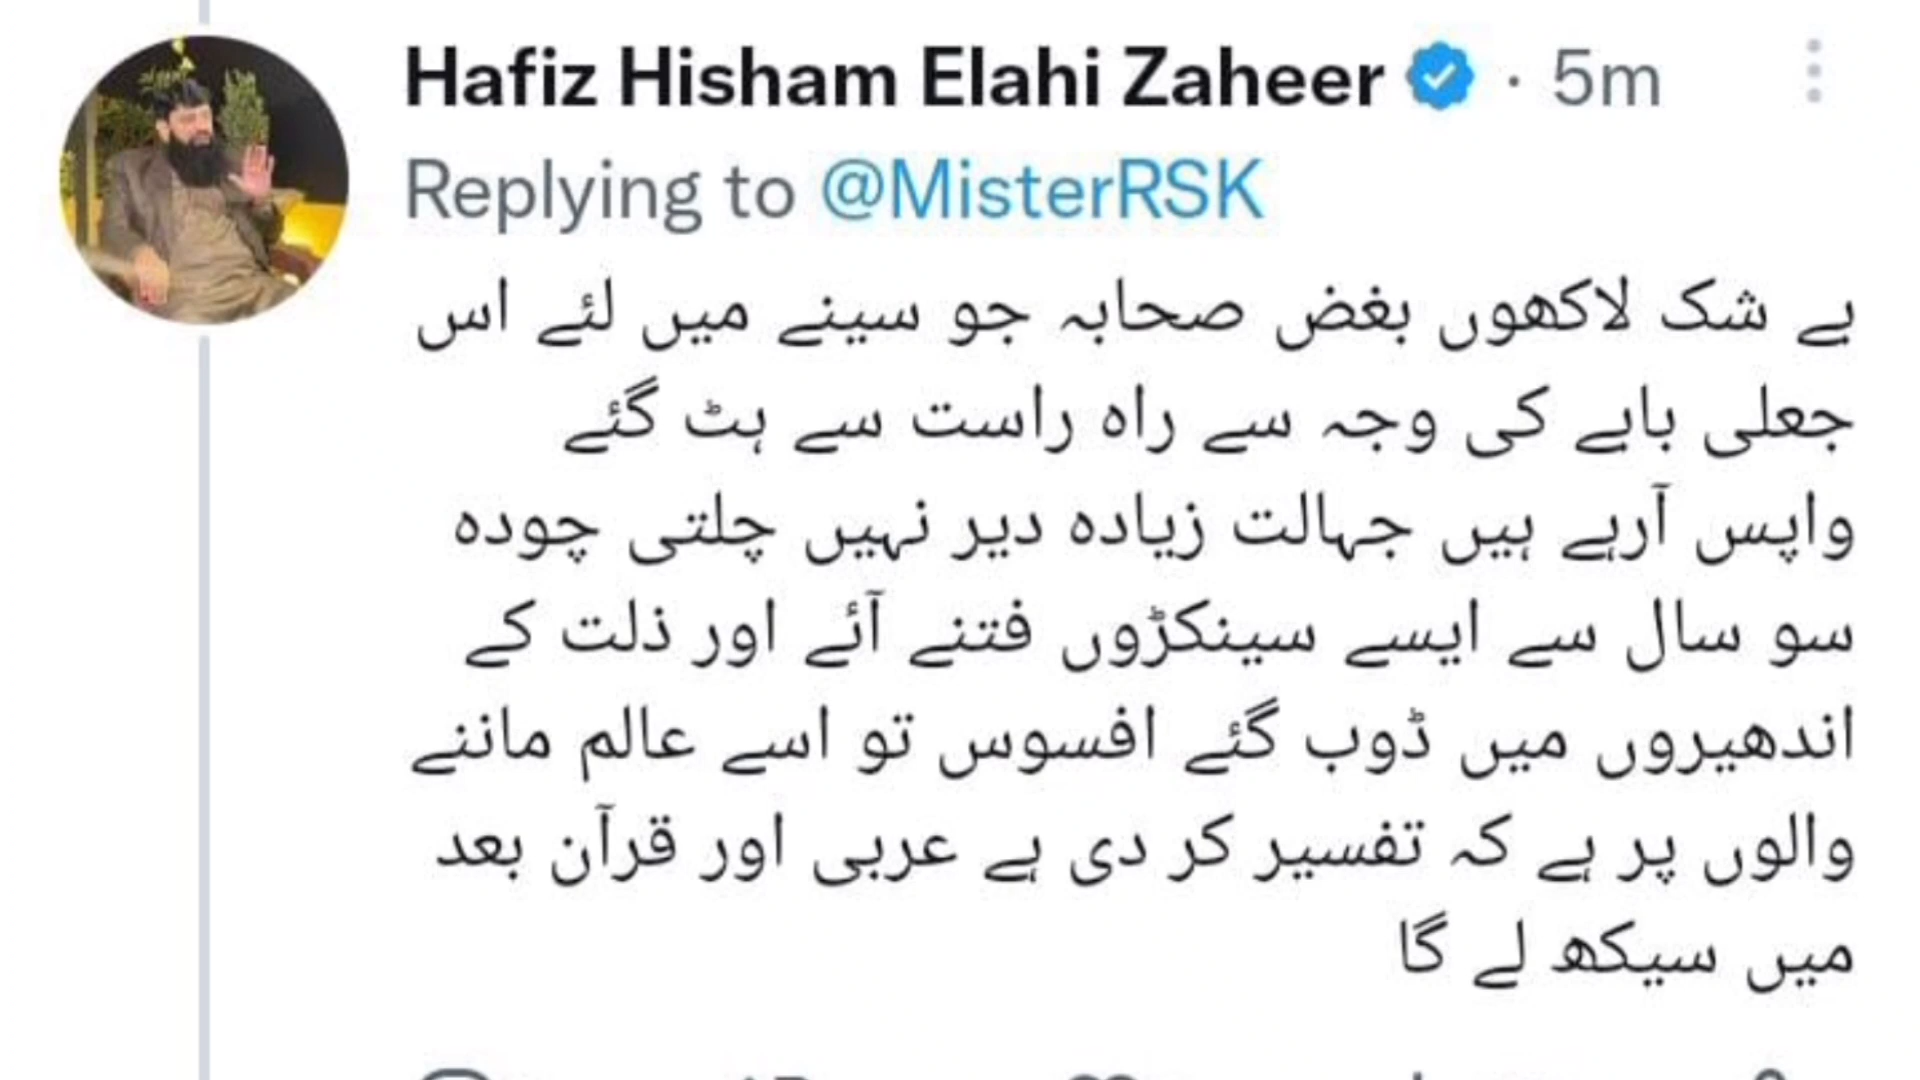 Hafiz Hisham Elahi Zaheer · 5m
Replying to @MisterRSK
بے شک لاکھوں بغض صحابہ جو سینے میں لئے اس
جعلی بابے کی وجہ سے راہ راست سے ہٹ گئے
واپس آرہے ہیں جہالت زیادہ دیر نہیں چلتی چودہ
سو سال سے ایسے سینکڑوں فتنے آئے اور ذلت کے
اندھیروں میں ڈوب گئے افسوس تو اسے عالم ماننے
والوں پر ہے کہ تفسیر کر دی ہے عربی اور قرآن بعد
میں سیکھ لے گا